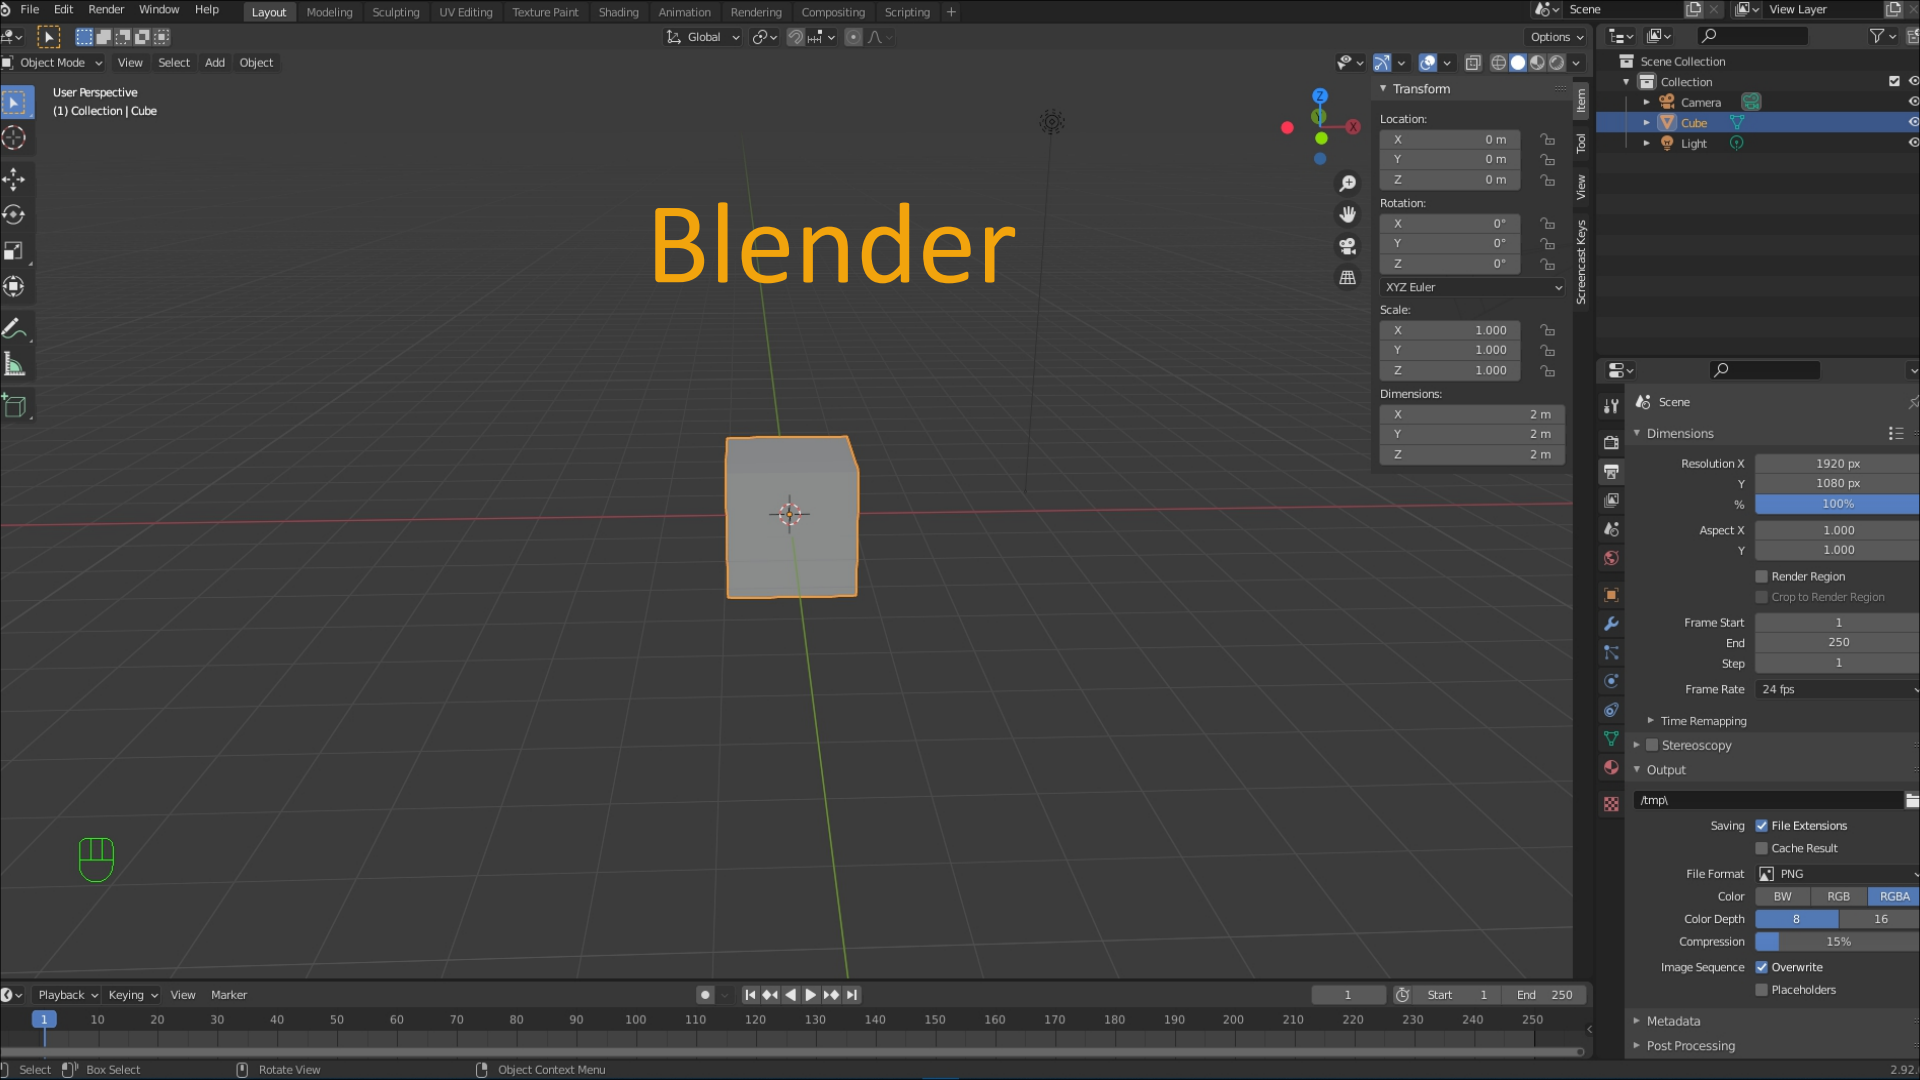 File Edit Render Window Help Layout Modeling Sculpting UV Editing Texture Paint Shading Animation Rendering Compositing Scripting + Scene View Layer
Global Options
Object Mode View Select Add Object
User Perspective
(1) Collection | Cube
Blender
Z
X
Transform
Location:
X 0 m
Y 0 m
Z 0 m
Rotation:
X 0°
Y 0°
Z 0°
XYZ Euler
Scale:
X 1.000
Y 1.000
Z 1.000
Dimensions:
X 2 m
Y 2 m
Z 2 m
Item
Tool
View
Screencast Keys
Scene Collection
Collection
Camera
Cube
Light
Scene
Dimensions
Resolution X 1920 px
Y 1080 px
% 100%
Aspect X 1.000
Y 1.000
Render Region
Crop to Render Region
Frame Start 1
End 250
Step 1
Frame Rate 24 fps
Time Remapping
Stereoscopy
Output
/tmp\
Saving File Extensions
Cache Result
File Format PNG
Color BW RGB RGBA
Color Depth 8 16
Compression 15%
Image Sequence Overwrite
Placeholders
Metadata
Post Processing
Playback Keying View Marker 1 Start 1 End 250
1 10 20 30 40 50 60 70 80 90 100 110 120 130 140 150 160 170 180 190 200 210 220 230 240 250
Select Box Select Rotate View Object Context Menu 2.92.